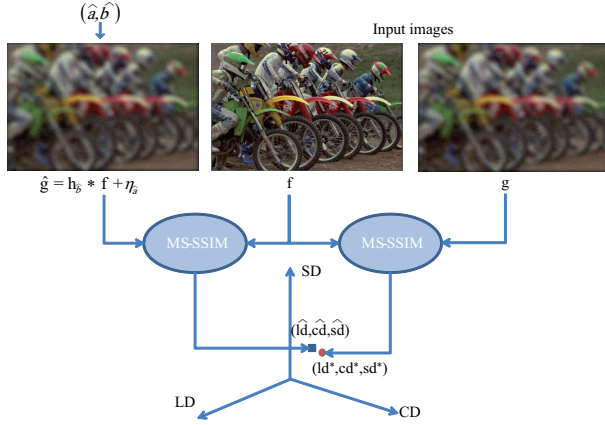 (â,b̂)
Input images
ĝ = h_b̂ * f + η_â
f
g
MS-SSIM
MS-SSIM
SD
(l̂d,ĉd,ŝd)
(ld*,cd*,sd*)
LD
CD